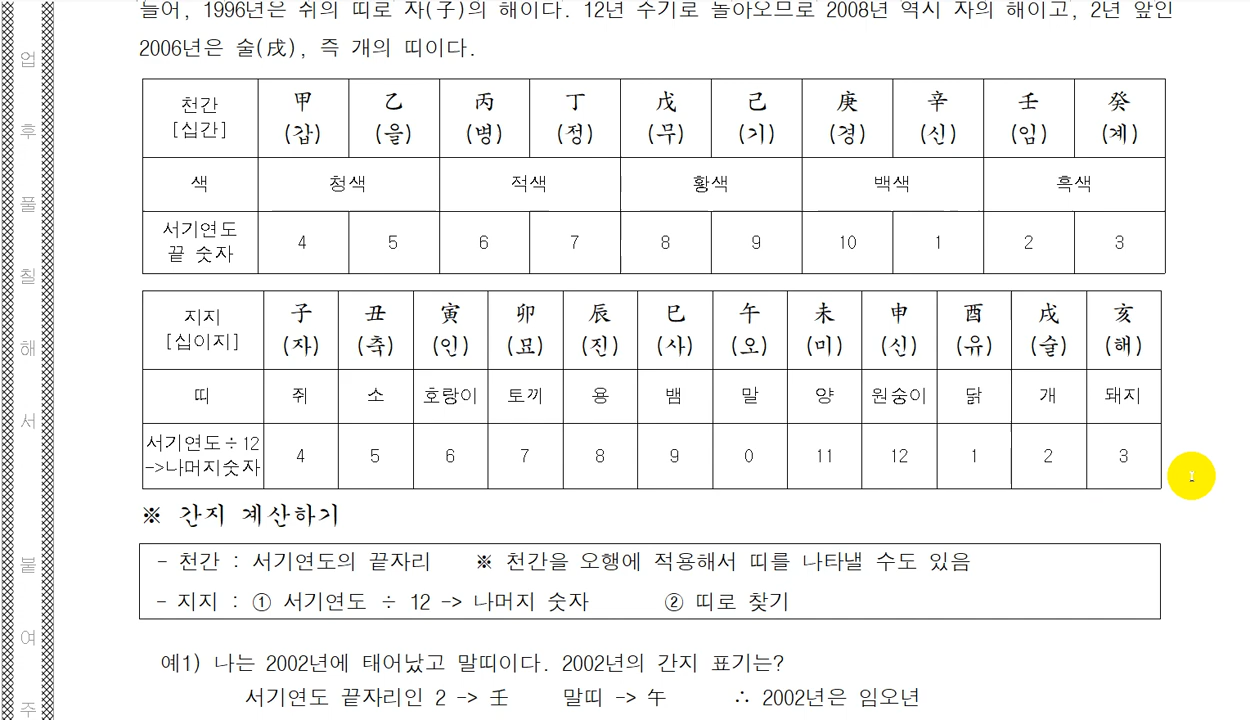 들어, 1996년은 쥐의 띠로 자(子)의 해이다. 12년 주기로 돌아오므로 2008년 역시 자의 해이고, 2년 앞인
2006년은 술(戌), 즉 개의 띠이다.
천간 [십간] 甲(갑) 乙(을) 丙(병) 丁(정) 戊(무) 己(기) 庚(경) 辛(신) 壬(임) 癸(계)
색 청색 적색 황색 백색 흑색
서기연도 끝 숫자 4 5 6 7 8 9 10 1 2 3
지지 [십이지] 子(자) 丑(축) 寅(인) 卯(묘) 辰(진) 巳(사) 午(오) 未(미) 申(신) 酉(유) 戌(술) 亥(해)
띠 쥐 소 호랑이 토끼 용 뱀 말 양 원숭이 닭 개 돼지
서기연도÷12 ->나머지숫자 4 5 6 7 8 9 0 11 12 1 2 3
※ 간지 계산하기
- 천간 : 서기연도의 끝자리 ※ 천간을 오행에 적용해서 띠를 나타낼 수도 있음
- 지지 : ① 서기연도 ÷ 12 -> 나머지 숫자 ② 띠로 찾기
예1) 나는 2002년에 태어났고 말띠이다. 2002년의 간지 표기는?
서기연도 끝자리인 2 -> 壬 말띠 -> 午 ∴ 2002년은 임오년
업
후
풀
칠
해
서
붙
여
주